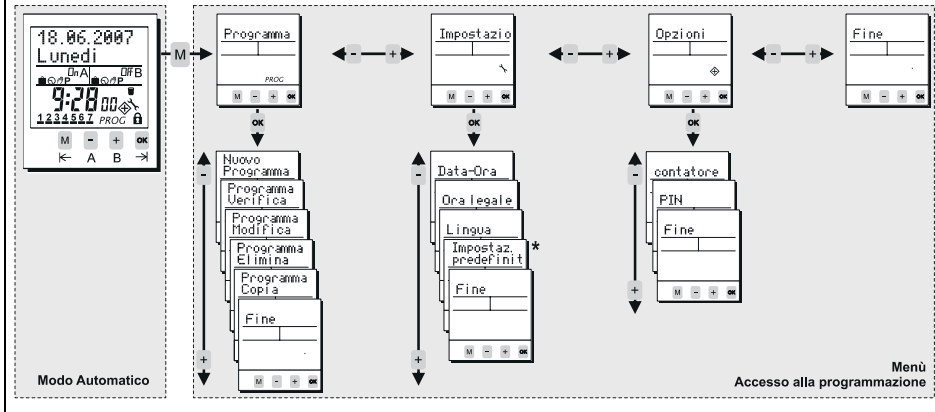 18.06.2007
Lunedi
On A Off B
P P
9:28 00
1234567 PROG
M - + OK
A B
Modo Automatico
M
Programma
PROG
M - + OK
- +
Impostazio
M - + OK
- +
Opzioni
M - + OK
- +
Fine
M - + OK
OK
OK
OK
-
+
Nuovo
Programma
Programma
Verifica
Programma
Modifica
Programma
Elimina
Programma
Copia
Fine
M - + OK
-
+
Data-Ora
Ora legale
Lingua
Impostaz. *
predefinit
Fine
M - + OK
-
+
contatore
PIN
Fine
M - + OK
Menù
Accesso alla programmazione